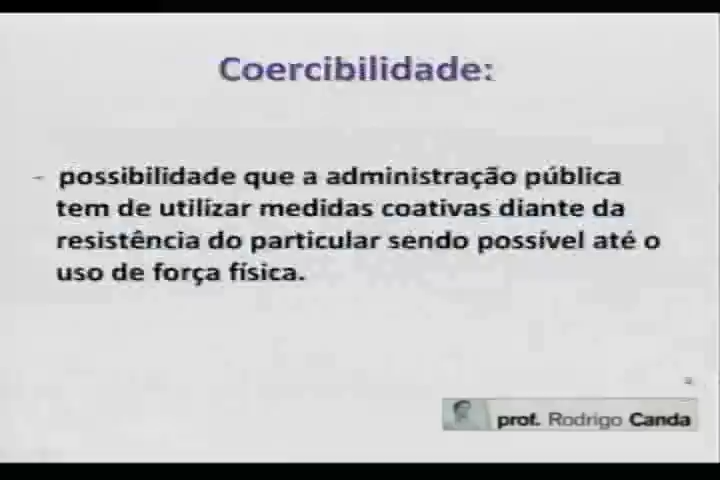 Coercibilidade:
- possibilidade que a administração pública
tem de utilizar medidas coativas diante da
resistência do particular sendo possível até o
uso de força física.
prof. Rodrigo Canda